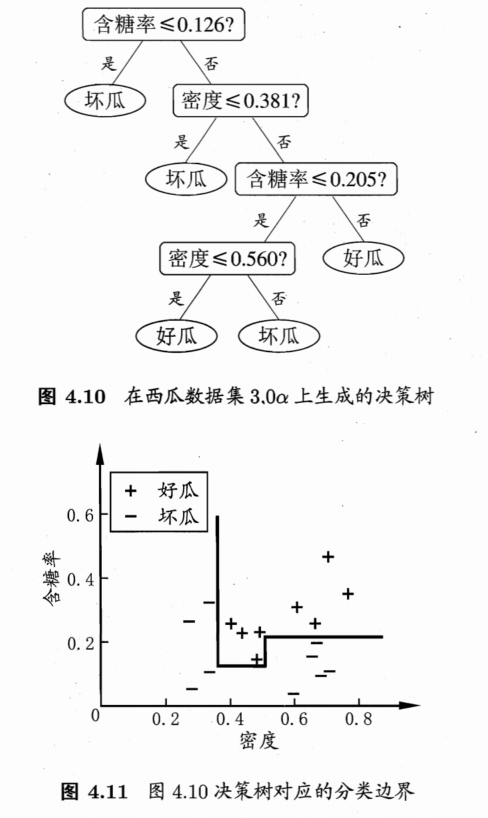 含糖率≤0.126?
是 否
坏瓜 密度≤0.381?
是 否
坏瓜 含糖率≤0.205?
是 否
密度≤0.560? 好瓜
是 否
好瓜 坏瓜
图 4.10 在西瓜数据集 3.0α 上生成的决策树
+ 好瓜
− 坏瓜
0.6
0.4
0.2
含糖率
0 0.2 0.4 0.6 0.8
密度
图 4.11 图 4.10 决策树对应的分类边界